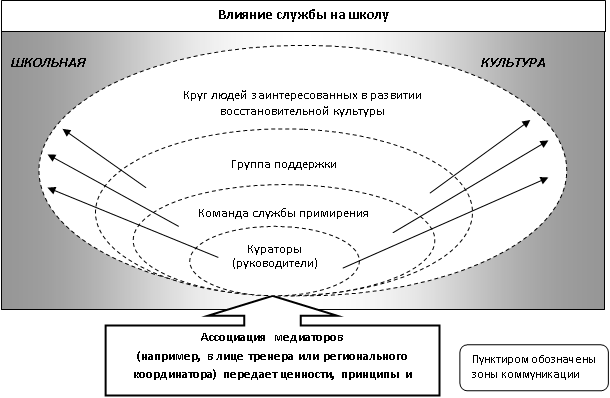 Влияние службы на школу
ШКОЛЬНАЯ
КУЛЬТУРА
Круг людей заинтересованных в развитии
восстановительной культуры
Группа поддержки
Команда службы примирения
Кураторы
(руководители)
Ассоциация медиаторов
(например, в лице тренера или регионального
координатора) передает ценности, принципы и
Пунктиром обозначены
зоны коммуникации